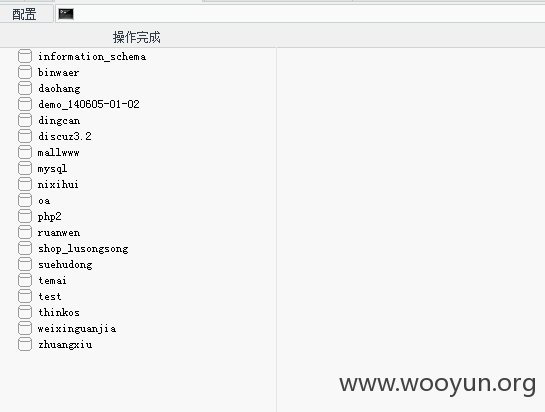 配置
操作完成
information_schema
binwaer
daohang
demo_140605-01-02
dingcan
discuz3.2
mallwww
mysql
nixihui
oa
php2
ruanwen
shop_lusongsong
suehudong
temai
test
thinkos
weixinguanjia
zhuangxiu
www.wooyun.org